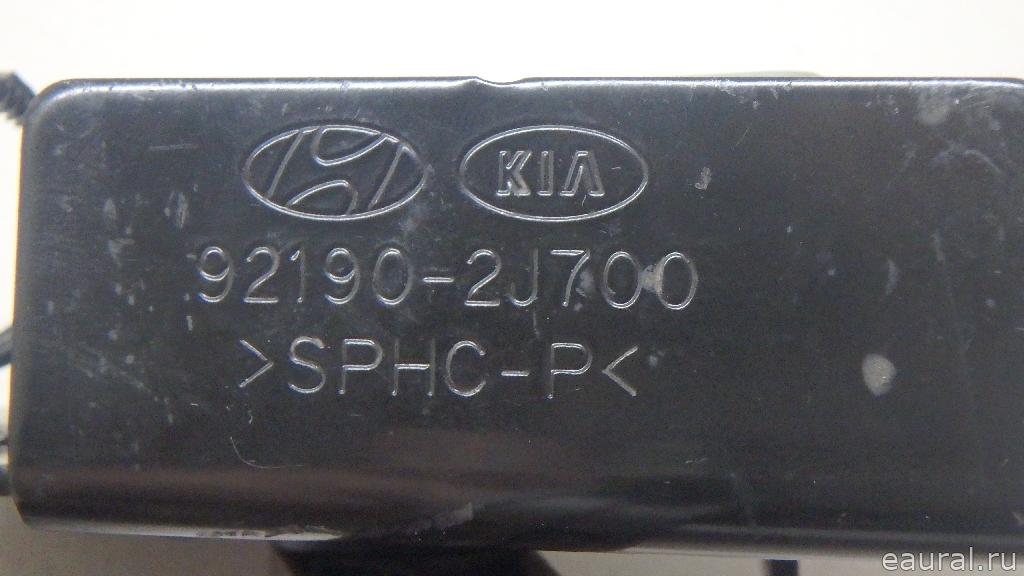 KIA
92190-2J700
>SPHC-P<
eaural.ru